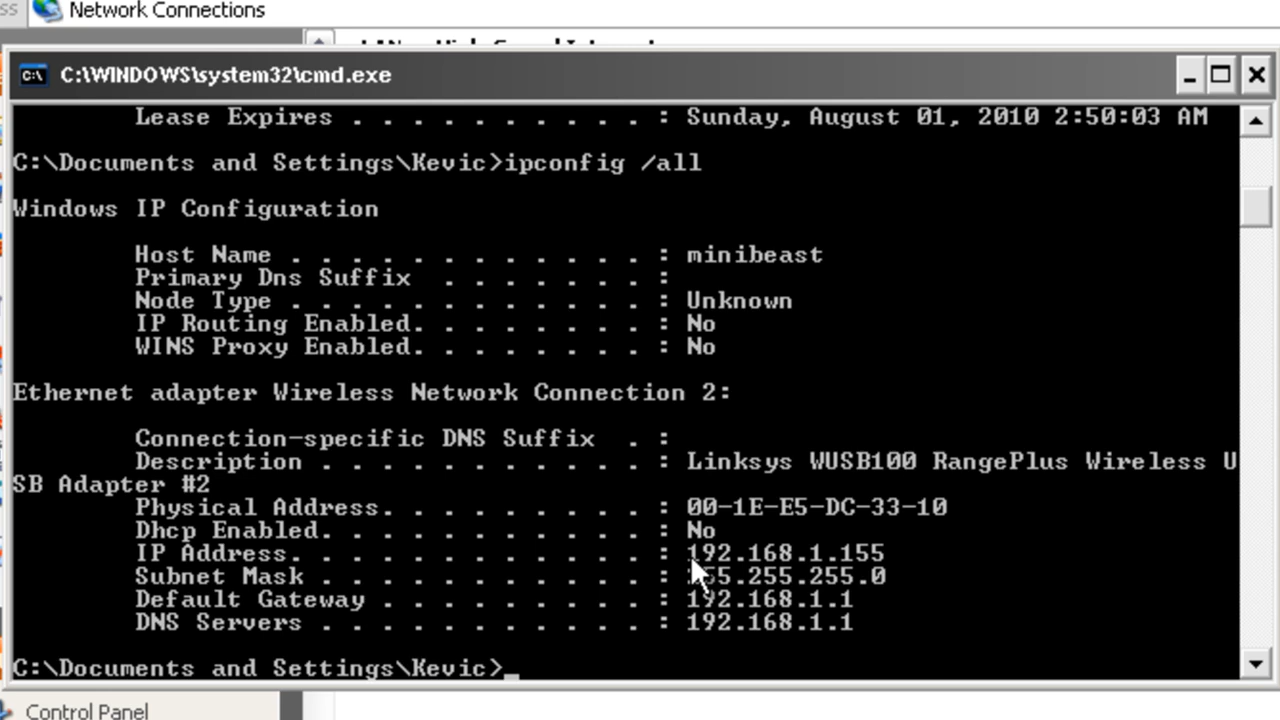 Network Connections
C:\WINDOWS\system32\cmd.exe
Lease Expires . . . . . . . . . . . : Sunday, August 01, 2010 2:50:03 AM
C:\Documents and Settings\Kevic>ipconfig /all
Windows IP Configuration
Host Name . . . . . . . . . . . . : minibeast
Primary Dns Suffix  . . . . . . . :
Node Type . . . . . . . . . . . . : Unknown
IP Routing Enabled. . . . . . . . : No
WINS Proxy Enabled. . . . . . . . : No
Ethernet adapter Wireless Network Connection 2:
Connection-specific DNS Suffix  . :
Description . . . . . . . . . . . : Linksys WUSB100 RangePlus Wireless U
SB Adapter #2
Physical Address. . . . . . . . . : 00-1E-E5-DC-33-10
Dhcp Enabled. . . . . . . . . . . : No
IP Address. . . . . . . . . . . . : 192.168.1.155
Subnet Mask . . . . . . . . . . . : 255.255.255.0
Default Gateway . . . . . . . . . : 192.168.1.1
DNS Servers . . . . . . . . . . . : 192.168.1.1
C:\Documents and Settings\Kevic>_
Control Panel